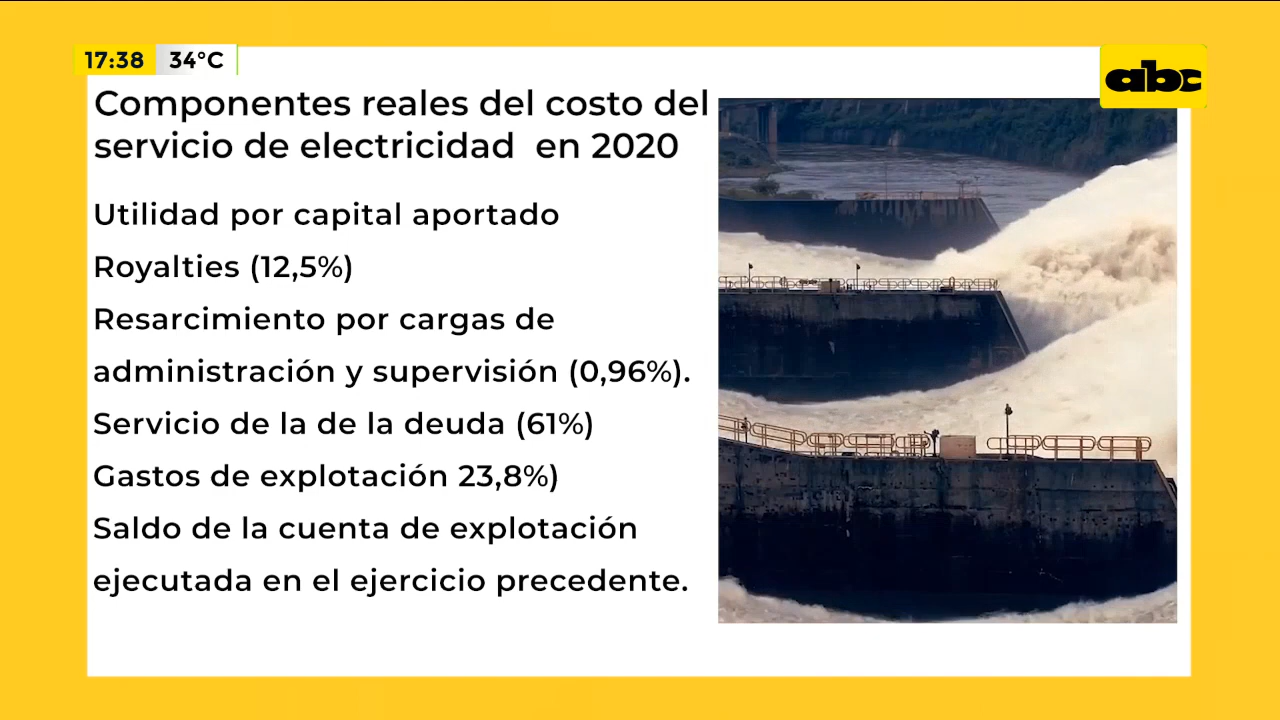 17:38 34°C
abc
Componentes reales del costo del
servicio de electricidad en 2020
Utilidad por capital aportado
Royalties (12,5%)
Resarcimiento por cargas de
administración y supervisión (0,96%).
Servicio de la de la deuda (61%)
Gastos de explotación 23,8%)
Saldo de la cuenta de explotación
ejecutada en el ejercicio precedente.